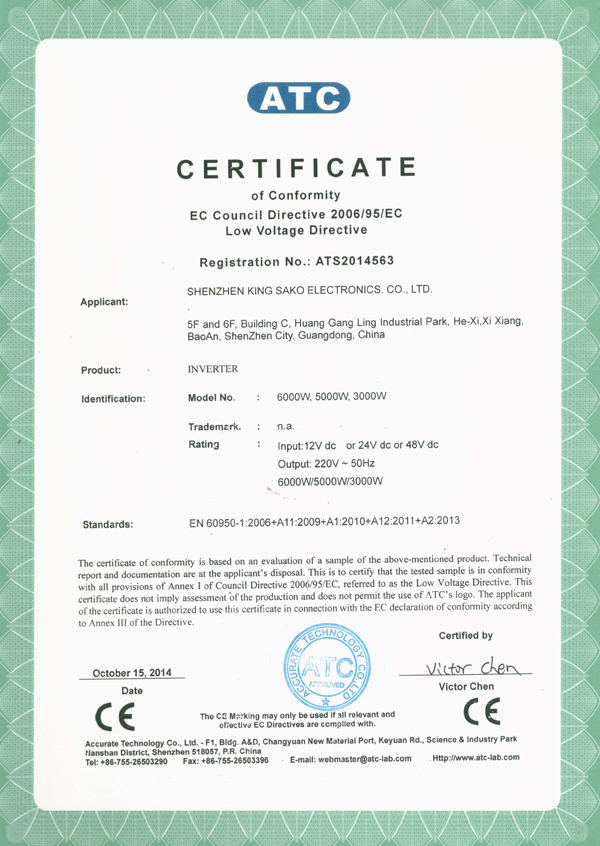 ATC
CERTIFICATE
of Conformity
EC Council Directive 2006/95/EC
Low Voltage Directive
Registration No.: ATS2014563
Applicant:
SHENZHEN KING SAKO ELECTRONICS. CO., LTD.
5F and 6F, Building C, Huang Gang Ling Industrial Park, He-Xi,Xi Xiang,
BaoAn, ShenZhen City, Guangdong, China
Product: INVERTER
Identification: Model No. : 6000W, 5000W, 3000W
Trademark. : n.a.
Rating : Input:12V dc or 24V dc or 48V dc
Output: 220V ~ 50Hz
6000W/5000W/3000W
Standards: EN 60950-1:2006+A11:2009+A1:2010+A12:2011+A2:2013
The certificate of conformity is based on an evaluation of a sample of the above-mentioned product. Technical
report and documentation are at the applicant's disposal. This is to certify that the tested sample is in conformity
with all provisions of Annex I of Council Directive 2006/95/EC, referred to as the Low Voltage Directive. This
certificate does not imply assessment of the production and does not permit the use of ATC's logo. The applicant
of the certificate is authorized to use this certificate in connection with the EC declaration of conformity according
to Annex III of the Directive.
Certified by
ACCURATE TECHNOLOGY CO.,LTD
ATC
APPROVED
October 15, 2014
Victor Chen
Date
Victor Chen
CE
CE
The CE Marking may only be used if all relevant and
effective EC Directives are complied with.
Accurate Technology Co., Ltd. - F1, Bldg. A&D, Changyuan New Material Port, Keyuan Rd., Science & Industry Park
Nanshan District, Shenzhen 518057, P.R. China
Tel: +86-755-26503290 Fax: +86-755-26503396 E-mail: webmaster@atc-lab.com Http://www.atc-lab.com